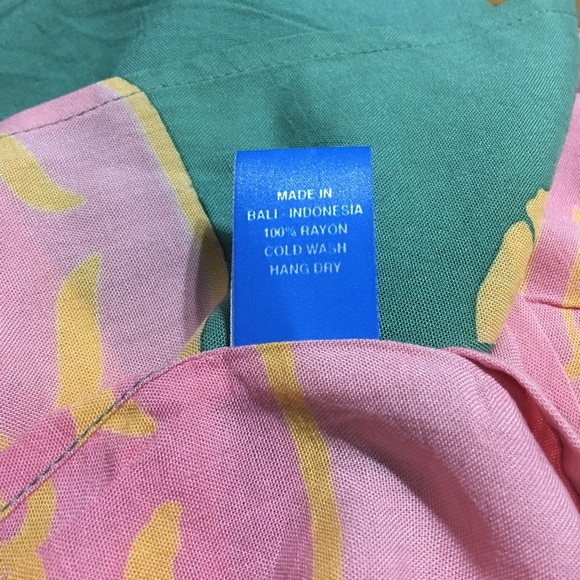 MADE IN
BALI - INDONESIA
100% RAYON
COLD WASH
HANG DRY